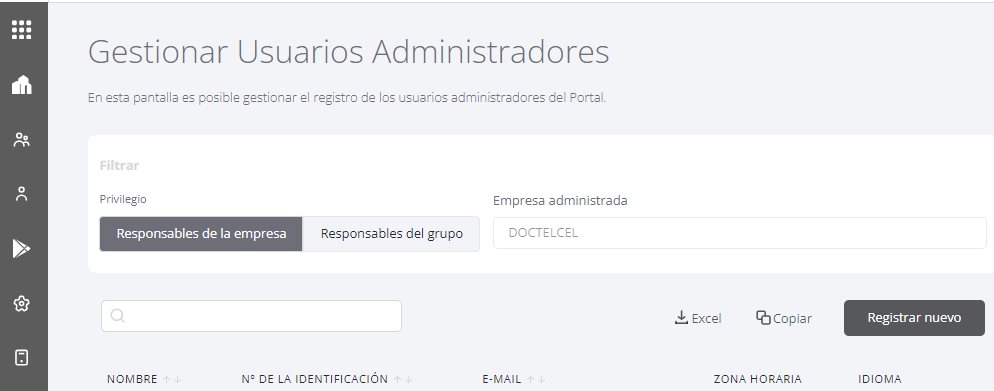 Gestionar Usuarios Administradores
En esta pantalla es posible gestionar el registro de los usuarios administradores del Portal.
Filtrar
Privilegio
Empresa administrada
Responsables de la empresa
Responsables del grupo
DOCTELCEL
Excel
Copiar
Registrar nuevo
NOMBRE
Nº DE LA IDENTIFICACIÓN
E-MAIL
ZONA HORARIA
IDIOMA